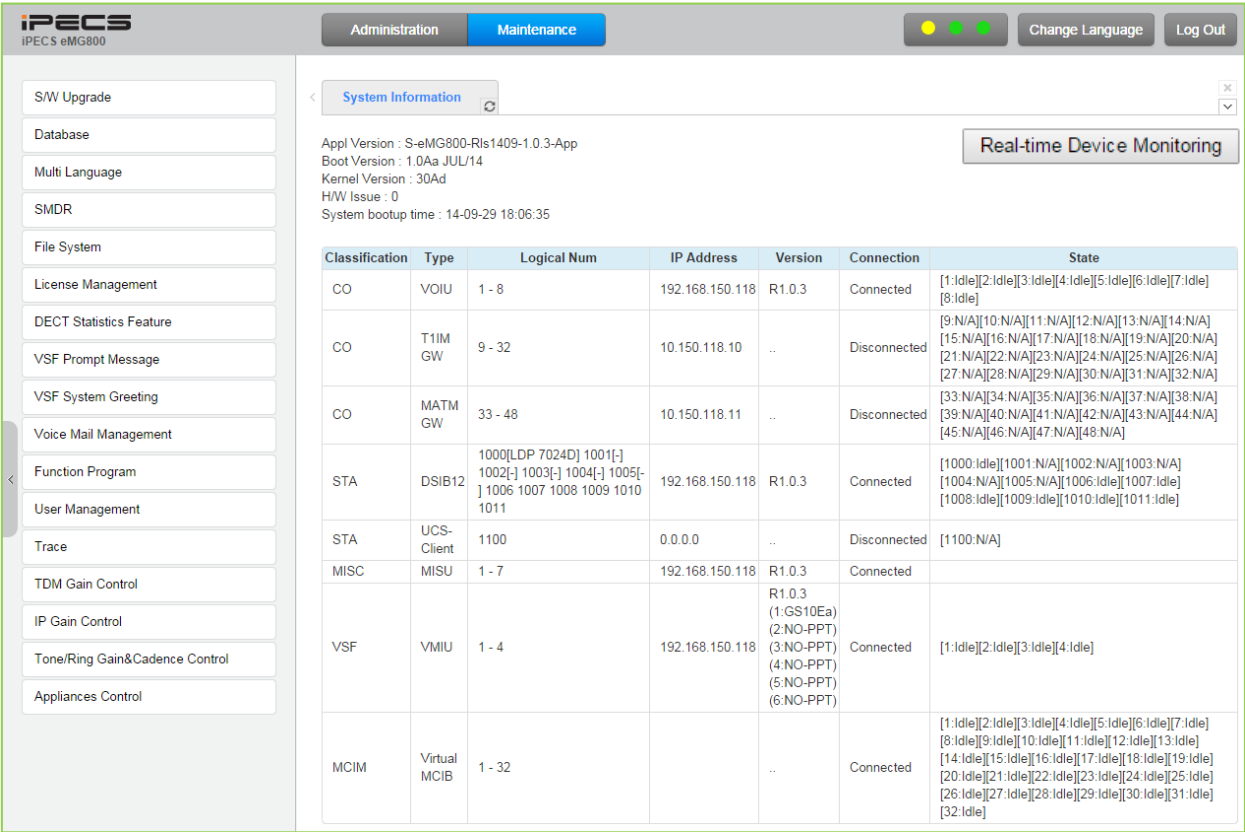 iPECS
iPECS eMG800
Administration
Maintenance
Change Language
Log Out
S/W Upgrade
Database
Multi Language
SMDR
File System
License Management
DECT Statistics Feature
VSF Prompt Message
VSF System Greeting
Voice Mail Management
Function Program
User Management
Trace
TDM Gain Control
IP Gain Control
Tone/Ring Gain&Cadence Control
Appliances Control
System Information
Appl Version : S-eMG800-Rls1409-1.0.3-App
Boot Version : 1.0Aa JUL/14
Kernel Version : 30Ad
H/W Issue : 0
System bootup time : 14-09-29 18:06:35
Real-time Device Monitoring
Classification Type Logical Num IP Address Version Connection State
CO VOIU 1 - 8 192.168.150.118 R1.0.3 Connected
[1:Idle][2:Idle][3:Idle][4:Idle][5:Idle][6:Idle][7:Idle]
[8:Idle]
CO
T1IM
GW
9 - 32 10.150.118.10 .. Disconnected
[9:N/A][10:N/A][11:N/A][12:N/A][13:N/A][14:N/A]
[15:N/A][16:N/A][17:N/A][18:N/A][19:N/A][20:N/A]
[21:N/A][22:N/A][23:N/A][24:N/A][25:N/A][26:N/A]
[27:N/A][28:N/A][29:N/A][30:N/A][31:N/A][32:N/A]
CO
MATM
GW
33 - 48 10.150.118.11 .. Disconnected
[33:N/A][34:N/A][35:N/A][36:N/A][37:N/A][38:N/A]
[39:N/A][40:N/A][41:N/A][42:N/A][43:N/A][44:N/A]
[45:N/A][46:N/A][47:N/A][48:N/A]
STA DSIB12
1000[LDP 7024D] 1001[-]
1002[-] 1003[-] 1004[-] 1005[-
] 1006 1007 1008 1009 1010
1011
192.168.150.118 R1.0.3 Connected
[1000:Idle][1001:N/A][1002:N/A][1003:N/A]
[1004:N/A][1005:N/A][1006:Idle][1007:Idle]
[1008:Idle][1009:Idle][1010:Idle][1011:Idle]
STA
UCS-
Client
1100 0.0.0.0 .. Disconnected [1100:N/A]
MISC MISU 1 - 7 192.168.150.118 R1.0.3 Connected
VSF VMIU 1 - 4 192.168.150.118
R1.0.3
(1:GS10Ea)
(2:NO-PPT)
(3:NO-PPT)
(4:NO-PPT)
(5:NO-PPT)
(6:NO-PPT)
Connected [1:Idle][2:Idle][3:Idle][4:Idle]
MCIM
Virtual
MCIB
1 - 32 .. Connected
[1:Idle][2:Idle][3:Idle][4:Idle][5:Idle][6:Idle][7:Idle]
[8:Idle][9:Idle][10:Idle][11:Idle][12:Idle][13:Idle]
[14:Idle][15:Idle][16:Idle][17:Idle][18:Idle][19:Idle]
[20:Idle][21:Idle][22:Idle][23:Idle][24:Idle][25:Idle]
[26:Idle][27:Idle][28:Idle][29:Idle][30:Idle][31:Idle]
[32:Idle]